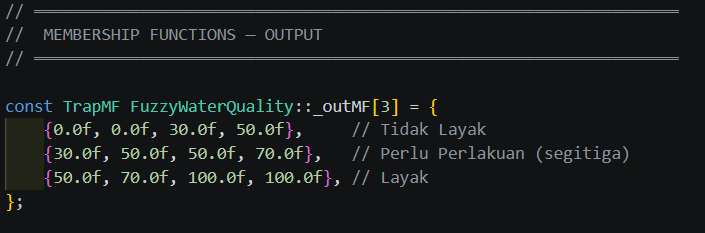 // ══════════════════════════════════════════════════════════════════
//  MEMBERSHIP FUNCTIONS — OUTPUT
// ══════════════════════════════════════════════════════════════════
const TrapMF FuzzyWaterQuality::_outMF[3] = {
    {0.0f, 0.0f, 30.0f, 50.0f},     // Tidak Layak
    {30.0f, 50.0f, 50.0f, 70.0f},   // Perlu Perlakuan (segitiga)
    {50.0f, 70.0f, 100.0f, 100.0f}, // Layak
};